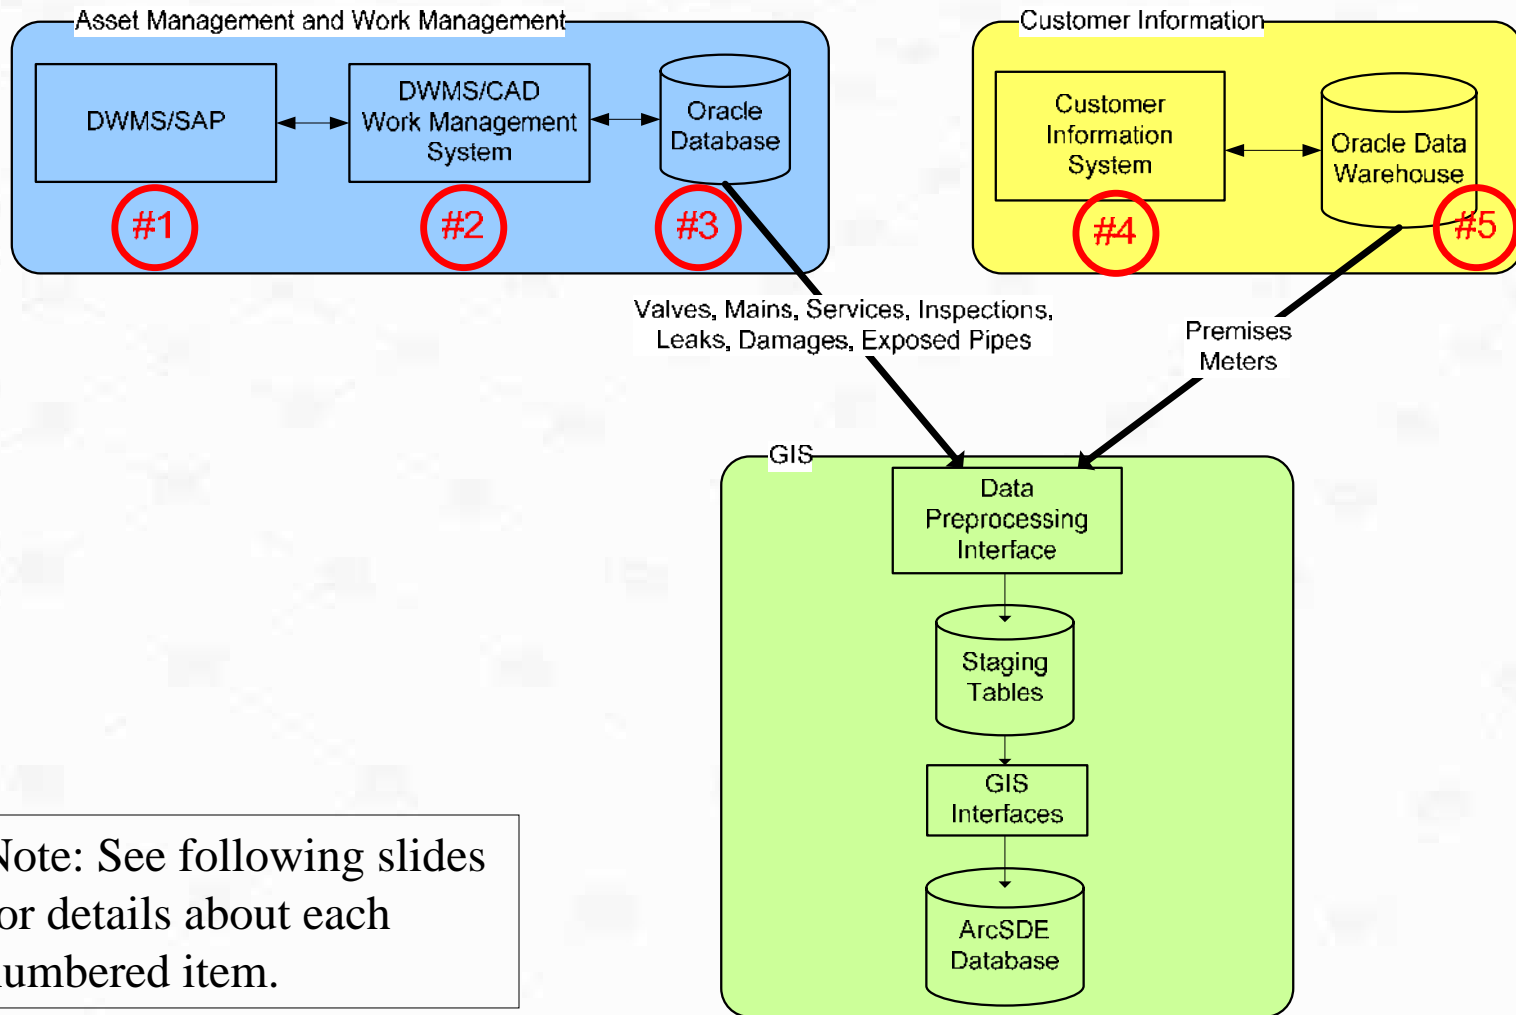 Asset Management and Work Management
DWMS/SAP
DWMS/CAD
Work Management
System
Oracle
Database
#1
#2
#3
Customer Information
Customer
Information
System
Oracle Data
Warehouse
#4
#5
Valves, Mains, Services, Inspections,
Leaks, Damages, Exposed Pipes
Premises
Meters
GIS
Data
Preprocessing
Interface
Staging
Tables
GIS
Interfaces
ArcSDE
Database
Note: See following slides
for details about each
numbered item.